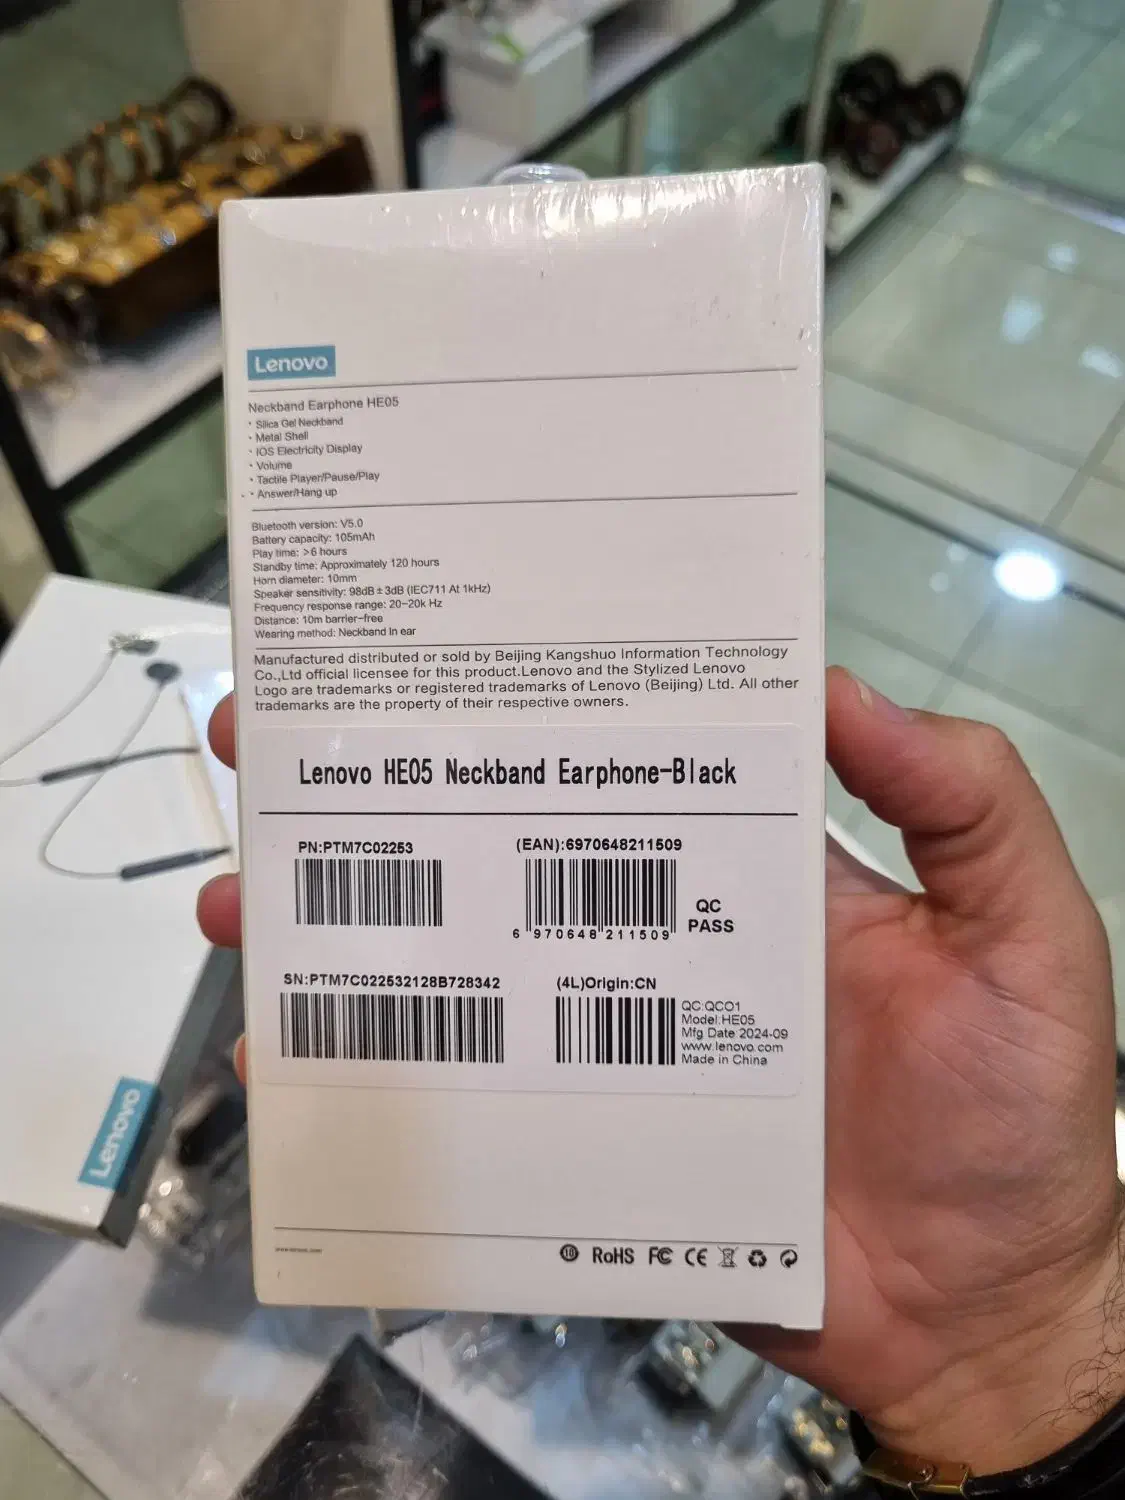 Lenovo
Neckband Earphone HE05
· Silica Gel Neckband
· Metal Shell
· IOS Electricity Display
· Volume
· Tactile Player/Pause/Play
· Answer/Hang up
Bluetooth version: V5.0
Battery capacity: 105mAh
Play time: >6 hours
Standby time: Approximately 120 hours
Horn diameter: 10mm
Speaker sensitivity: 98dB±3dB (IEC711 At 1kHz)
Frequency response range: 20-20k Hz
Distance: 10m barrier-free
Wearing method: Neckband In ear
Manufactured distributed or sold by Beijing Kangshuo Information Technology
Co.,Ltd official licensee for this product.Lenovo and the Stylized Lenovo
Logo are trademarks or registered trademarks of Lenovo (Beijing) Ltd. All other
trademarks are the property of their respective owners.
Lenovo HE05 Neckband Earphone-Black
PN:PTM7C02253
(EAN):6970648211509
6 970648 211509
QC
PASS
SN:PTM7C022532128B728342
(4L)Origin:CN
QC:QC01
Model:HE05
Mfg Date 2024-09
www.lenovo.com
Made in China
www.lenovo.com
10 RoHS FC CE
Lenovo